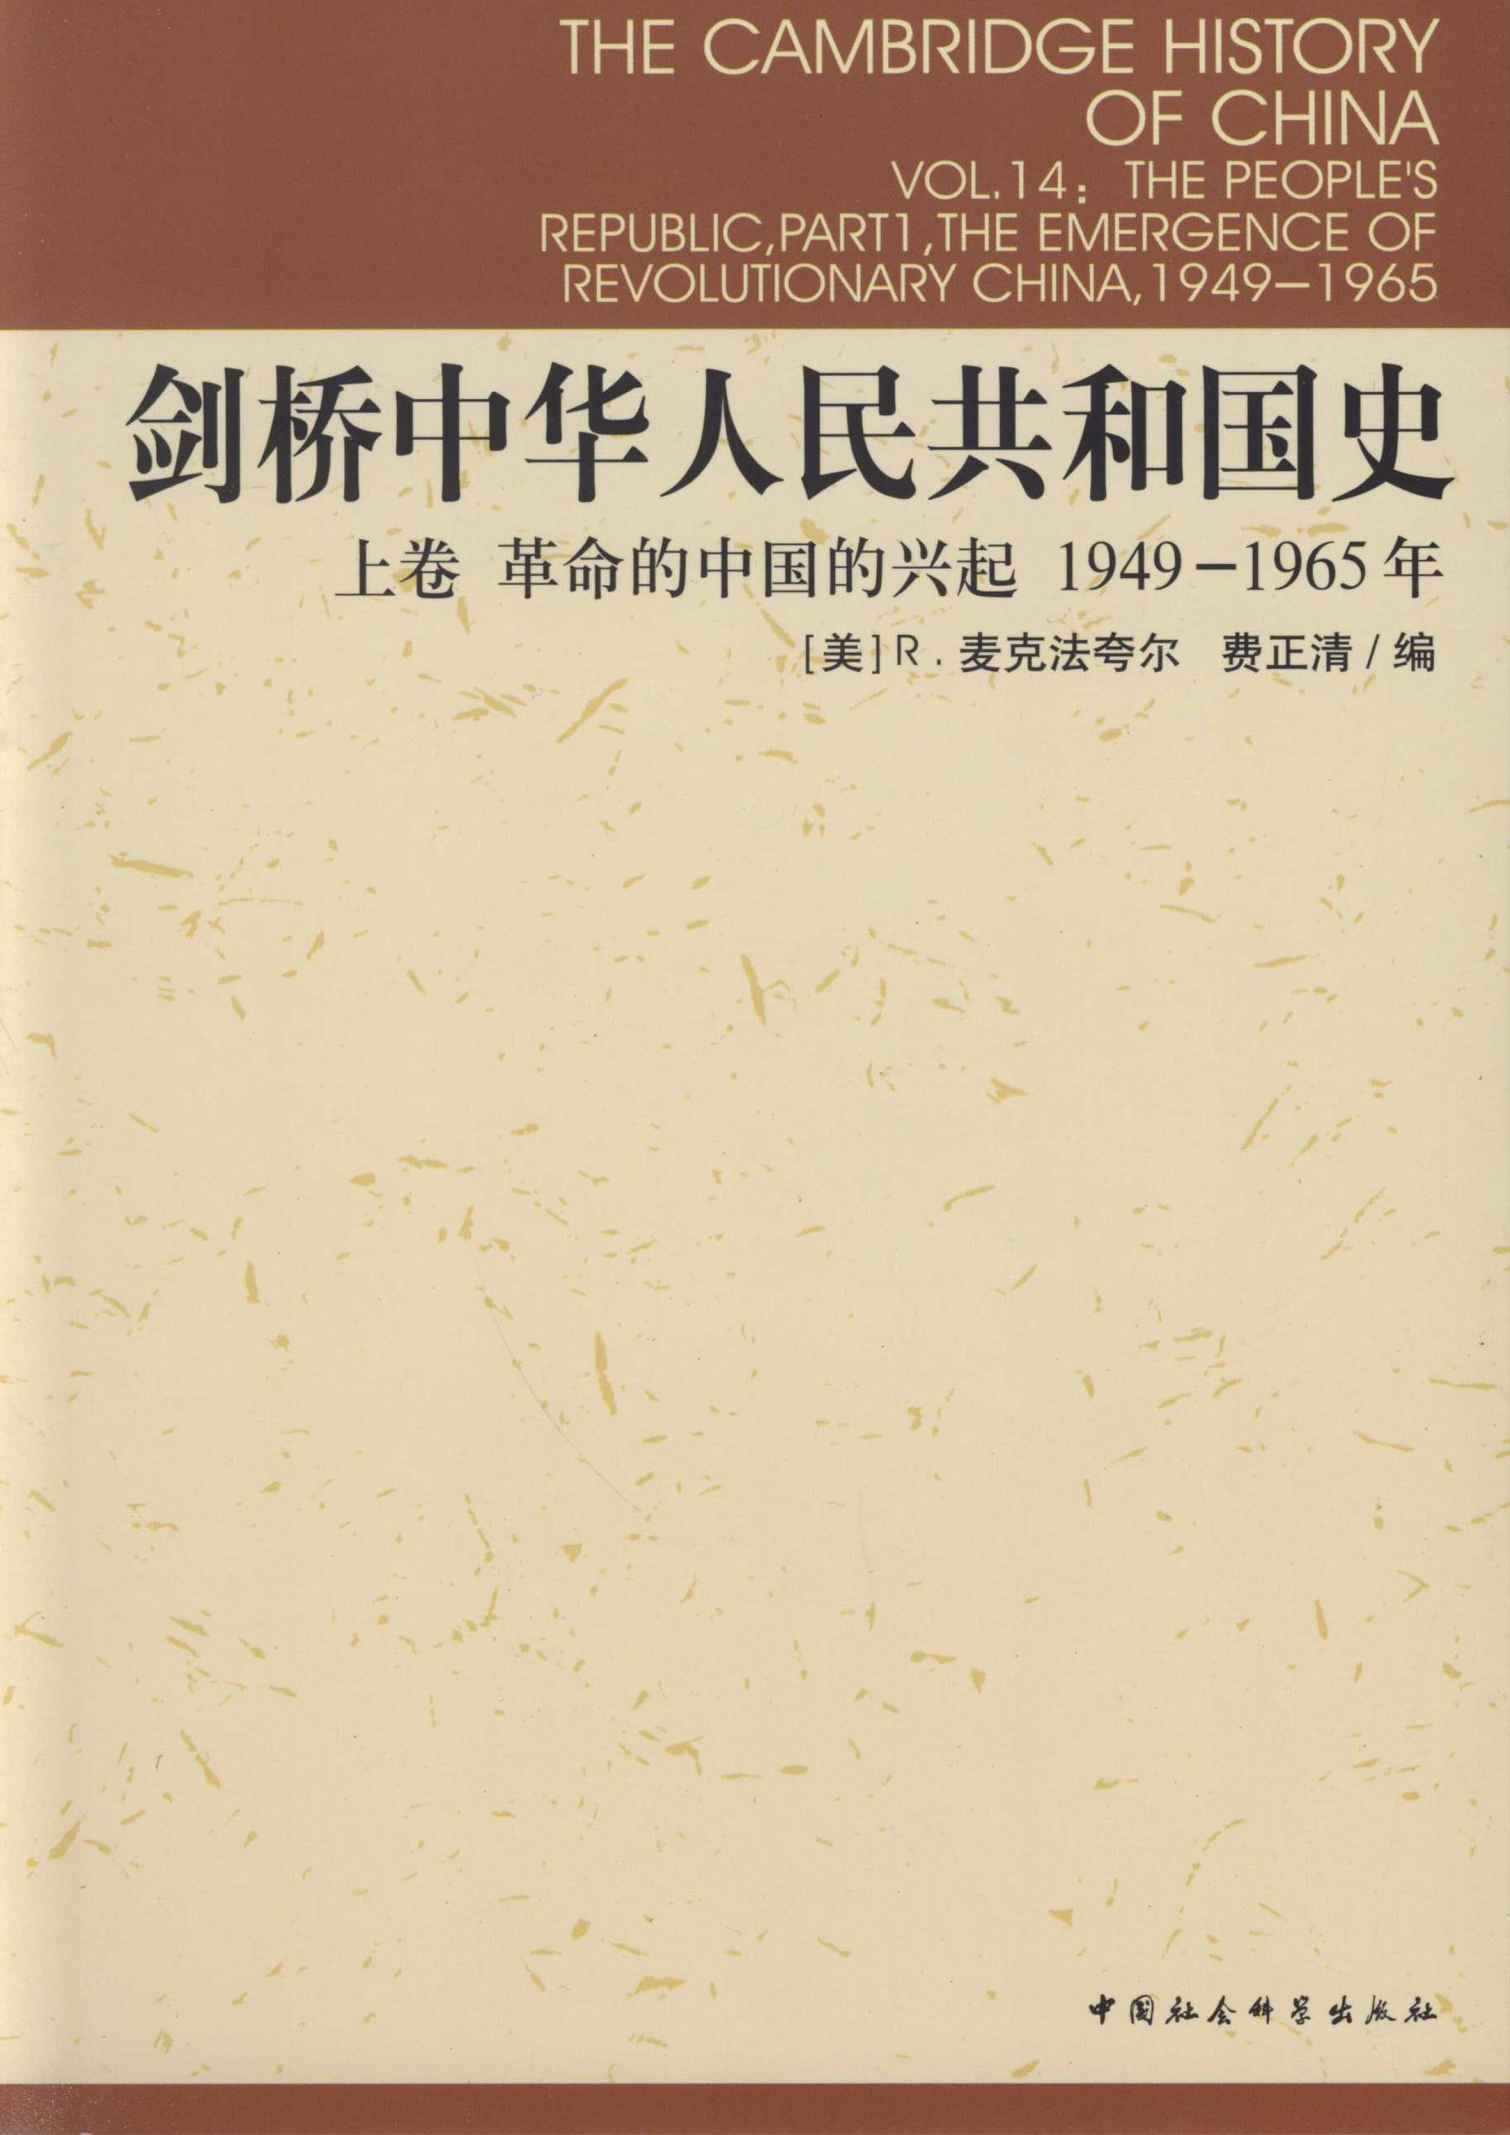 THE CAMBRIDGE HISTORY
OF CHINA
VOL.14：THE PEOPLE'S
REPUBLIC,PART1,THE EMERGENCE OF
REVOLUTIONARY CHINA,1949—1965
剑桥中华人民共和国史
上卷 革命的中国的兴起 1949－1965年
[美]R．麦克法夸尔 费正清/编
中国社会科学出版社